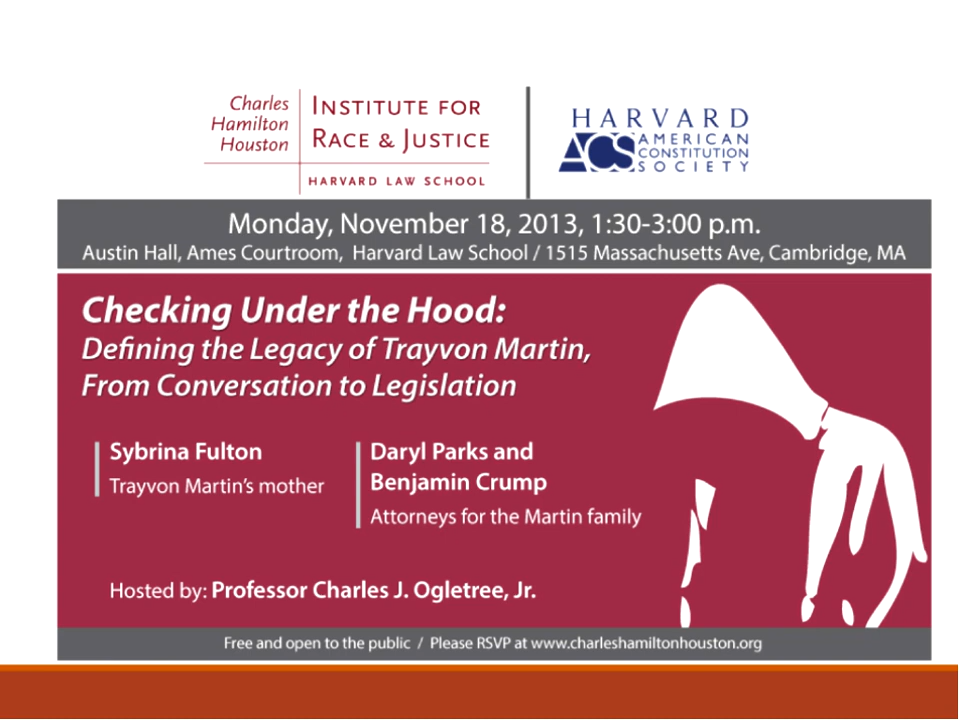 Charles
Hamilton
Houston
INSTITUTE FOR
RACE & JUSTICE
HARVARD LAW SCHOOL
HARVARD
ACS
AMERICAN
CONSTITUTION
SOCIETY
Monday, November 18, 2013, 1:30-3:00 p.m.
Austin Hall, Ames Courtroom, Harvard Law School / 1515 Massachusetts Ave, Cambridge, MA
Checking Under the Hood:
Defining the Legacy of Trayvon Martin,
From Conversation to Legislation
Sybrina Fulton
Trayvon Martin's mother
Daryl Parks and
Benjamin Crump
Attorneys for the Martin family
Hosted by: Professor Charles J. Ogletree, Jr.
Free and open to the public / Please RSVP at www.charleshamiltonhouston.org